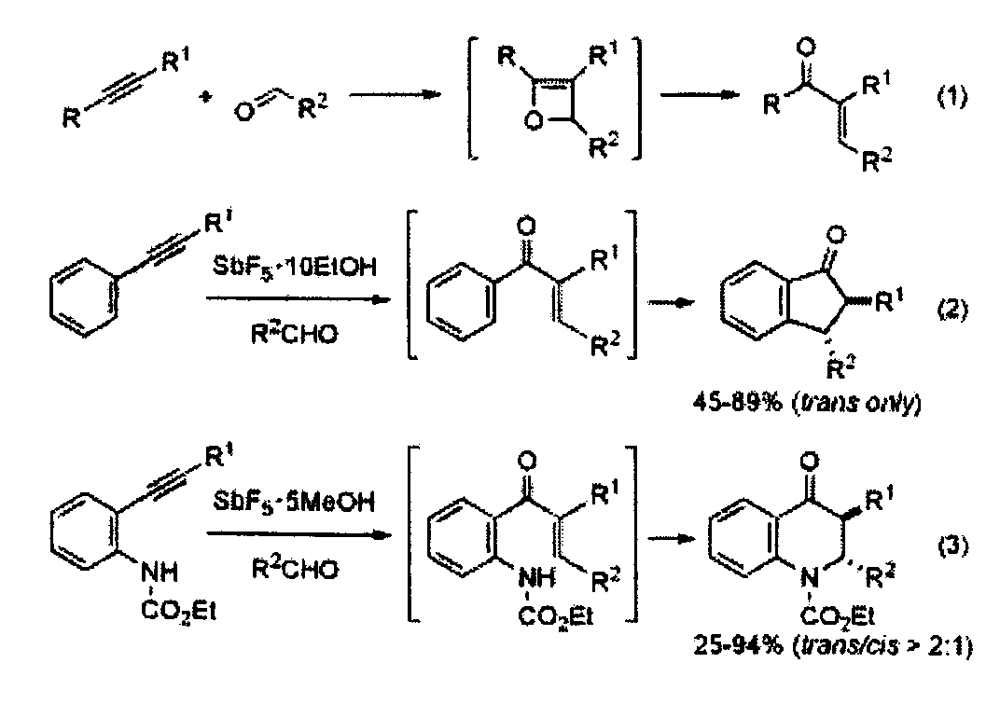 R R¹ + O R² R R¹ O R² O R R¹ R² (1)
R¹ SbF₅·10EtOH R²CHO O R¹ R² O R¹ R² (2)
45-89% (trans only)
R¹ SbF₅·5MeOH R²CHO NH CO₂Et O R¹ NH R² CO₂Et O R¹ N R² CO₂Et (3)
25-94% (trans/cis > 2:1)